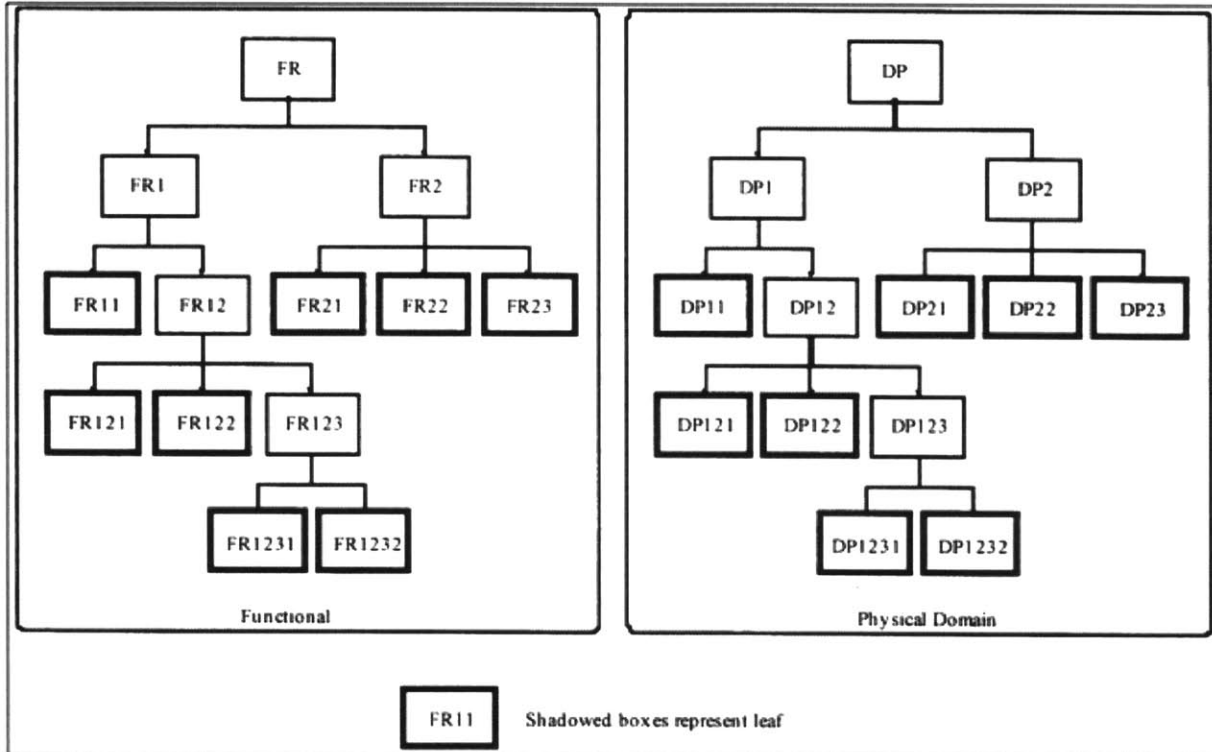 FR
DP
FR1
FR2
DP1
DP2
FR11
FR12
FR21
FR22
FR23
DP11
DP12
DP21
DP22
DP23
FR121
FR122
FR123
DP121
DP122
DP123
FR1231
FR1232
DP1231
DP1232
Functional
Physical Domain
FR11
Shadowed boxes represent leaf